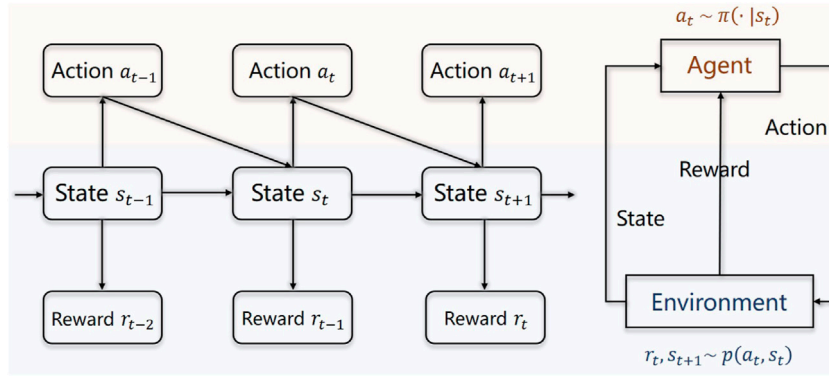 a_t ~ π(· |s_t)
Action a_{t−1}
Action a_t
Action a_{t+1}
Agent
Action
Reward
State s_{t−1}
State s_t
State s_{t+1}
State
Reward r_{t−2}
Reward r_{t−1}
Reward r_t
Environment
r_t, s_{t+1}~ p(a_t, s_t)